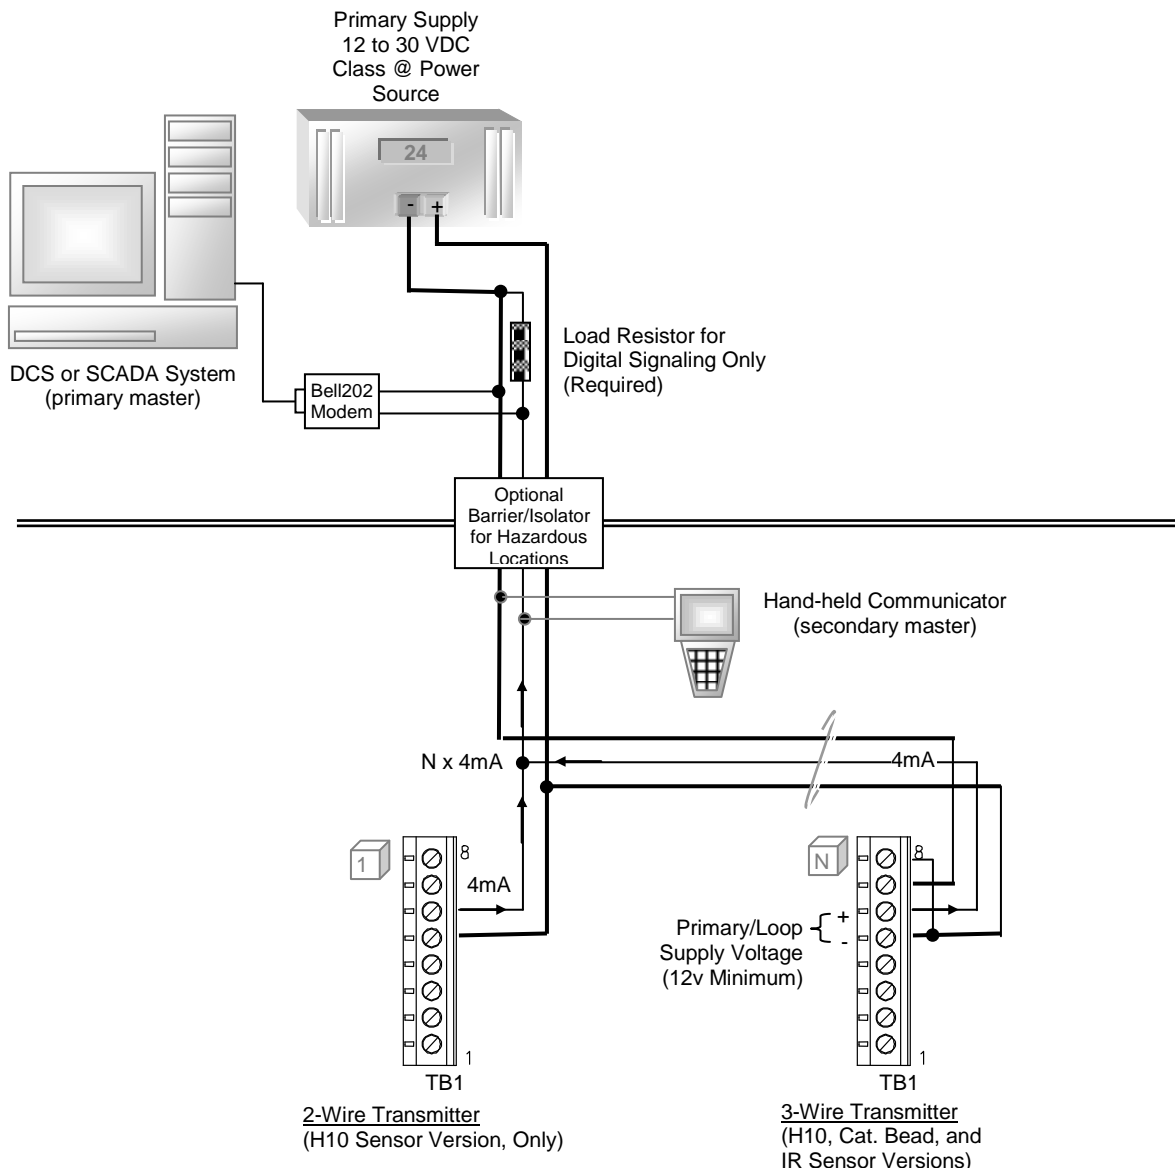 Primary Supply
12 to 30 VDC
Class @ Power
Source
24
- +
DCS or SCADA System
(primary master)
Bell202
Modem
Load Resistor for
Digital Signaling Only
(Required)
Optional
Barrier/Isolator
for Hazardous
Locations
Hand-held Communicator
(secondary master)
N x 4mA
4mA
1
8
4mA
1
TB1
2-Wire Transmitter
(H10 Sensor Version, Only)
N
8
Primary/Loop
Supply Voltage
(12v Minimum)
+
-
1
TB1
3-Wire Transmitter
(H10, Cat. Bead, and
IR Sensor Versions)